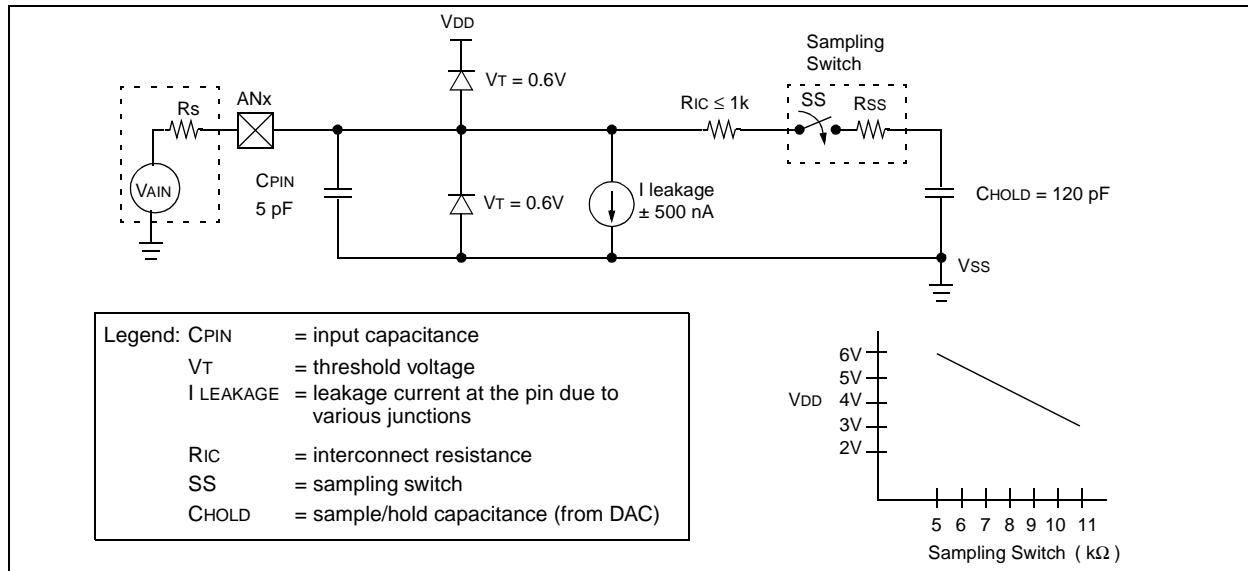 VDD
Sampling
Switch
VT = 0.6V
ANx
Rs
RIC ≤ 1k
SS
RSS
VAIN
CPIN
5 pF
VT = 0.6V
I leakage
± 500 nA
CHOLD = 120 pF
VSS
Legend: CPIN = input capacitance
VT = threshold voltage
I LEAKAGE = leakage current at the pin due to
various junctions
RIC = interconnect resistance
SS = sampling switch
CHOLD = sample/hold capacitance (from DAC)
6V
5V
VDD 4V
3V
2V
5 6 7 8 9 10 11
Sampling Switch ( kΩ )